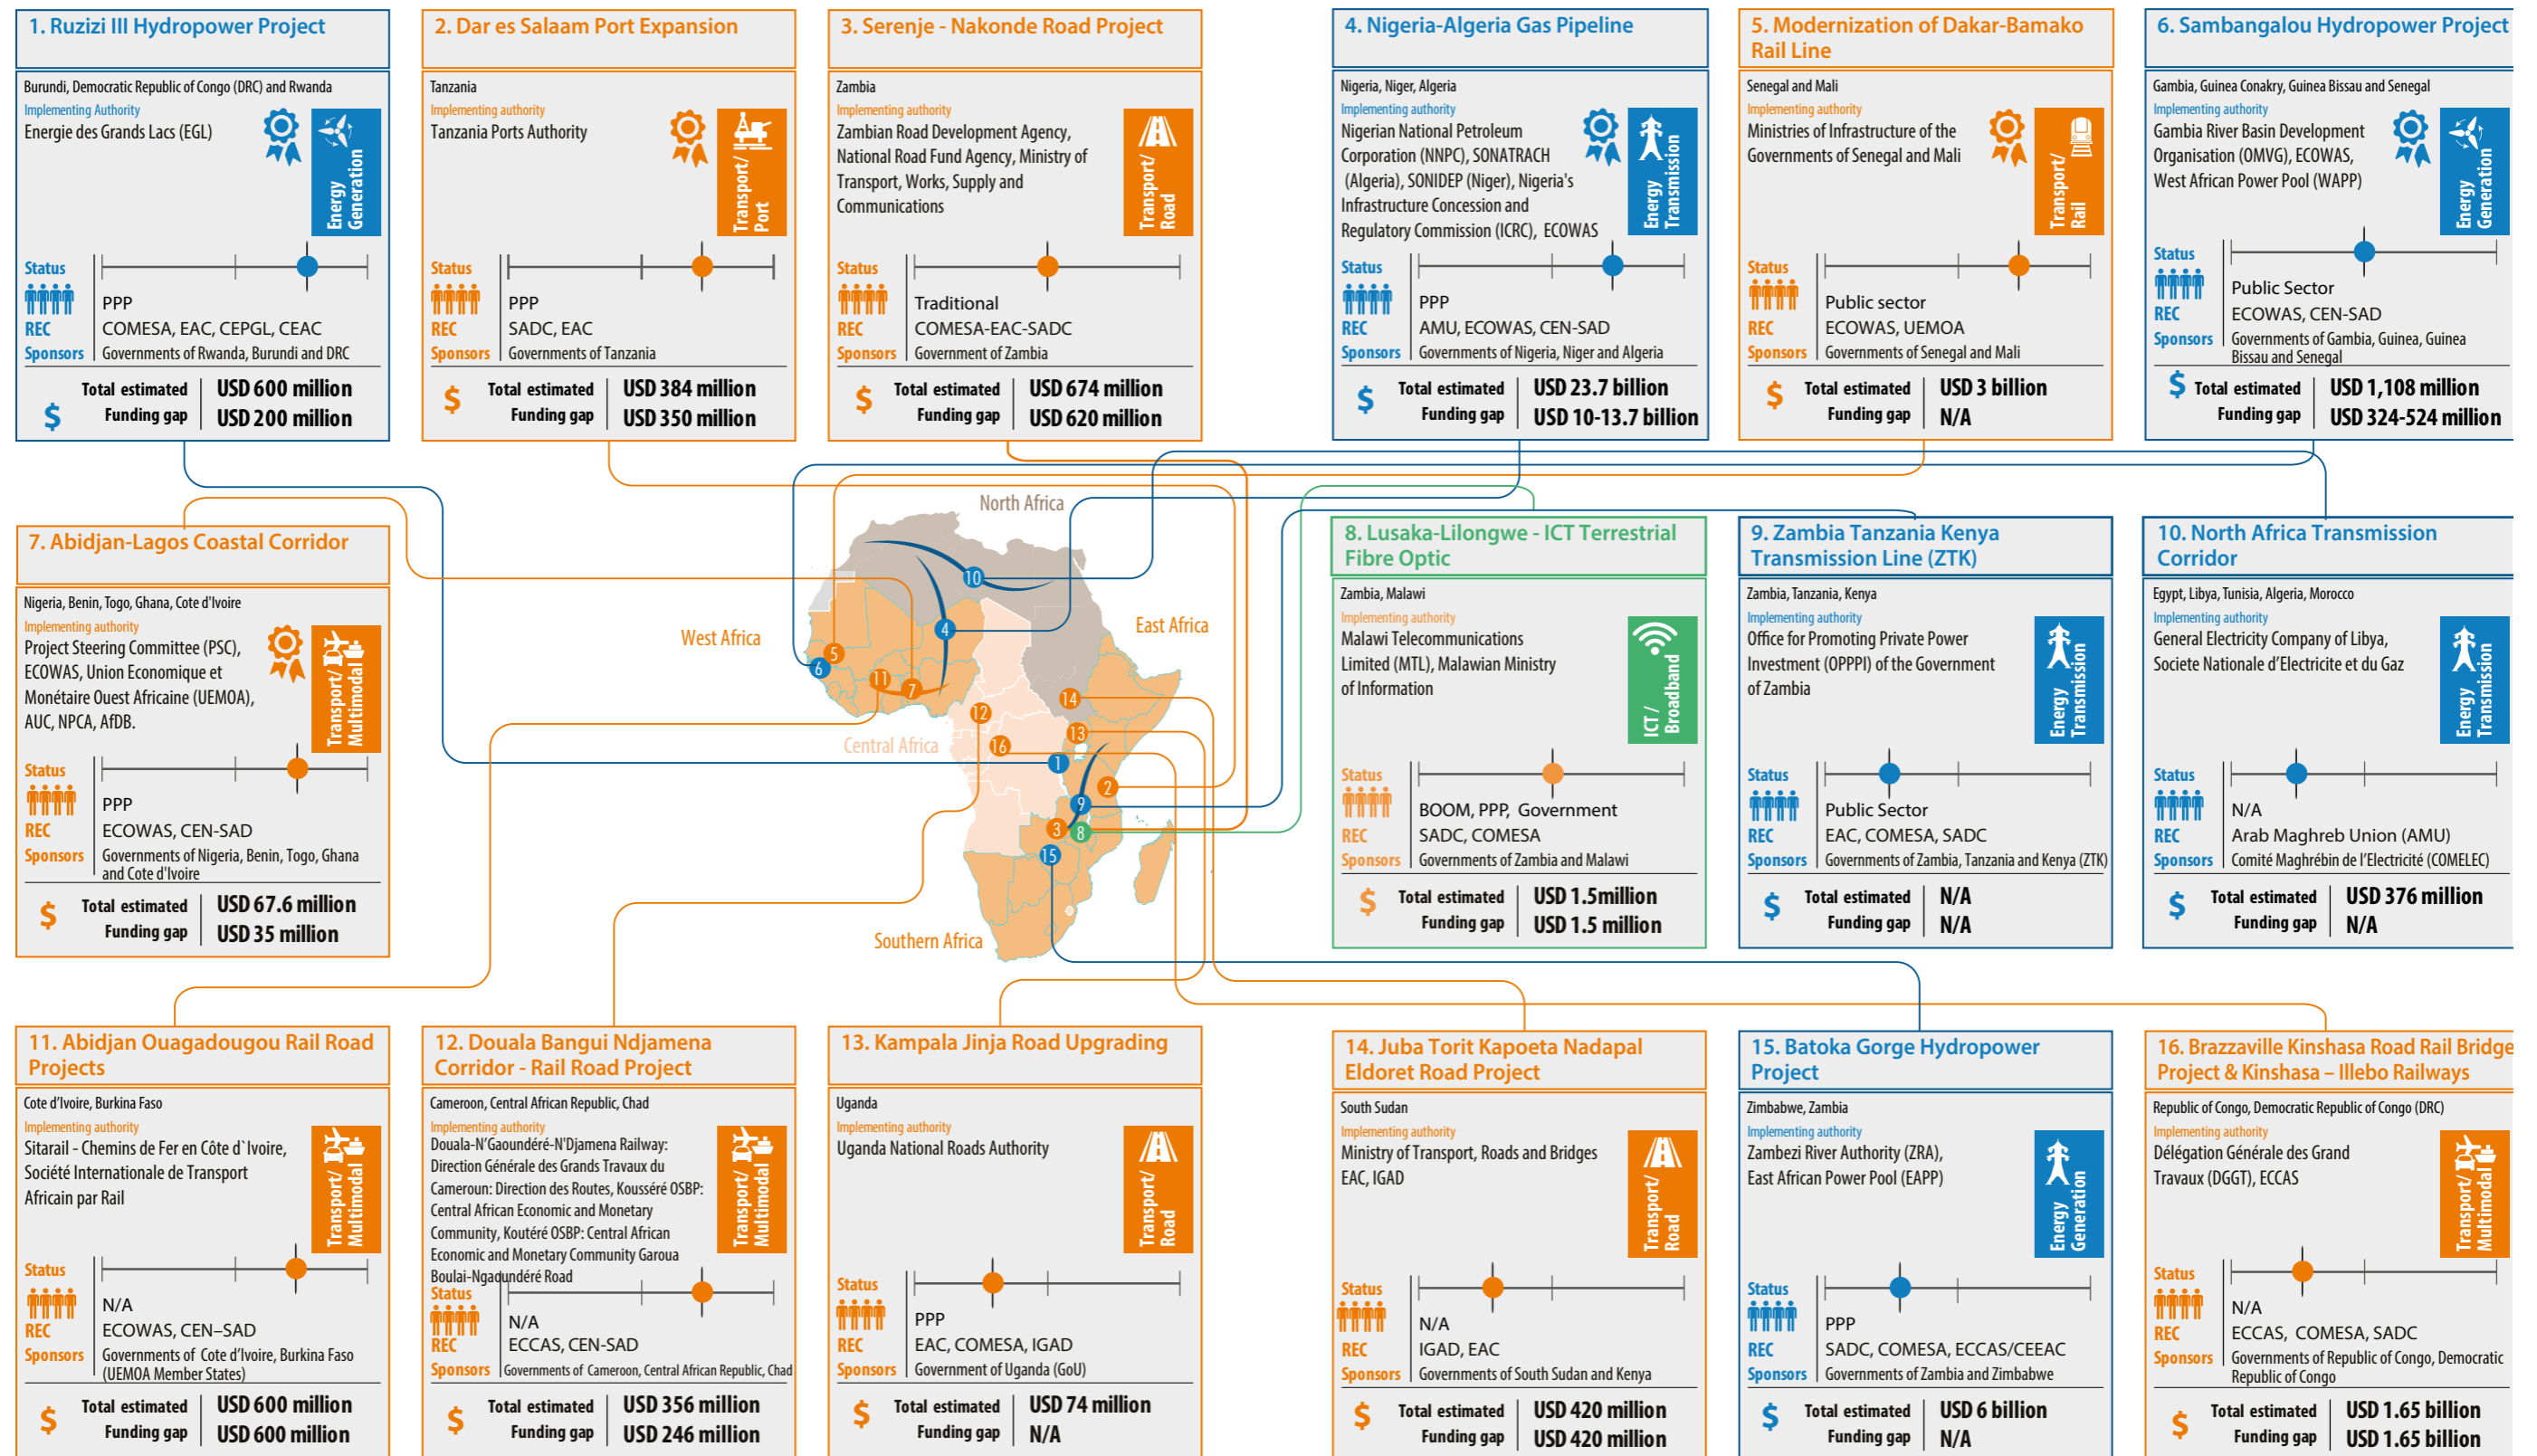 1. Ruzizi III Hydropower Project
Burundi, Democratic Republic of Congo (DRC) and Rwanda
Implementing Authority
Energie des Grands Lacs (EGL)
Energy
Generation
Status
PPP
REC
COMESA, EAC, CEPGL, CEAC
Sponsors
Governments of Rwanda, Burundi and DRC
$
Total estimated
USD 600 million
Funding gap
USD 200 million
2. Dar es Salaam Port Expansion
Tanzania
Implementing authority
Tanzania Ports Authority
Transport/
Port
Status
PPP
REC
SADC, EAC
Sponsors
Governments of Tanzania
$
Total estimated
USD 384 million
Funding gap
USD 350 million
3. Serenje - Nakonde Road Project
Zambia
Implementing authority
Zambian Road Development Agency,
National Road Fund Agency, Ministry of
Transport, Works, Supply and
Communications
Transport/
Road
Status
Traditional
REC
COMESA-EAC-SADC
Sponsors
Government of Zambia
$
Total estimated
USD 674 million
Funding gap
USD 620 million
4. Nigeria-Algeria Gas Pipeline
Nigeria, Niger, Algeria
Implementing authority
Nigerian National Petroleum
Corporation (NNPC), SONATRACH
(Algeria), SONIDEP (Niger), Nigeria's
Infrastructure Concession and
Regulatory Commission (ICRC), ECOWAS
Energy
Transmission
Status
PPP
REC
AMU, ECOWAS, CEN-SAD
Sponsors
Governments of Nigeria, Niger and Algeria
$
Total estimated
USD 23.7 billion
Funding gap
USD 10-13.7 billion
5. Modernization of Dakar-Bamako
Rail Line
Senegal and Mali
Implementing authority
Ministries of Infrastructure of the
Governments of Senegal and Mali
Transport/
Rail
Status
Public sector
REC
ECOWAS, UEMOA
Sponsors
Governments of Senegal and Mali
$
Total estimated
USD 3 billion
Funding gap
N/A
6. Sambangalou Hydropower Project
Gambia, Guinea Conakry, Guinea Bissau and Senegal
Implementing authority
Gambia River Basin Development
Organisation (OMVG), ECOWAS,
West African Power Pool (WAPP)
Energy
Generation
Status
Public Sector
REC
ECOWAS, CEN-SAD
Sponsors
Governments of Gambia, Guinea, Guinea
Bissau and Senegal
$
Total estimated
USD 1,108 million
Funding gap
USD 324-524 million
7. Abidjan-Lagos Coastal Corridor
Nigeria, Benin, Togo, Ghana, Cote d'Ivoire
Implementing authority
Project Steering Committee (PSC),
ECOWAS, Union Economique et
Monétaire Ouest Africaine (UEMOA),
AUC, NPCA, AfDB.
Transport/
Multimodal
Status
PPP
REC
ECOWAS, CEN-SAD
Sponsors
Governments of Nigeria, Benin, Togo, Ghana
and Cote d'Ivoire
$
Total estimated
USD 67.6 million
Funding gap
USD 35 million
North Africa
West Africa
East Africa
Central Africa
Southern Africa
10
4
5
6
11
7
14
12
13
16
1
2
9
3
8
15
8. Lusaka-Lilongwe - ICT Terrestrial
Fibre Optic
Zambia, Malawi
Implementing authority
Malawi Telecommunications
Limited (MTL), Malawian Ministry
of Information
ICT /
Broadband
Status
BOOM, PPP, Government
REC
SADC, COMESA
Sponsors
Governments of Zambia and Malawi
$
Total estimated
USD 1.5million
Funding gap
USD 1.5 million
9. Zambia Tanzania Kenya
Transmission Line (ZTK)
Zambia, Tanzania, Kenya
Implementing authority
Office for Promoting Private Power
Investment (OPPPI) of the Government
of Zambia
Energy
Transmission
Status
Public Sector
REC
EAC, COMESA, SADC
Sponsors
Governments of Zambia, Tanzania and Kenya (ZTK)
$
Total estimated
N/A
Funding gap
N/A
10. North Africa Transmission
Corridor
Egypt, Libya, Tunisia, Algeria, Morocco
Implementing authority
General Electricity Company of Libya,
Societe Nationale d'Electricite et du Gaz
Energy
Transmission
Status
N/A
REC
Arab Maghreb Union (AMU)
Sponsors
Comité Maghrébin de l'Electricité (COMELEC)
$
Total estimated
USD 376 million
Funding gap
N/A
11. Abidjan Ouagadougou Rail Road
Projects
Cote d'Ivoire, Burkina Faso
Implementing authority
Sitarail - Chemins de Fer en Côte d`Ivoire,
Société Internationale de Transport
Africain par Rail
Transport/
Multimodal
Status
N/A
REC
ECOWAS, CEN–SAD
Sponsors
Governments of Cote d'Ivoire, Burkina Faso
(UEMOA Member States)
$
Total estimated
USD 600 million
Funding gap
USD 600 million
12. Douala Bangui Ndjamena
Corridor - Rail Road Project
Cameroon, Central African Republic, Chad
Implementing authority
Douala-N'Gaoundéré-N'Djamena Railway:
Direction Générale des Grands Travaux du
Cameroun: Direction des Routes, Kousséré OSBP:
Central African Economic and Monetary
Community, Koutéré OSBP: Central African
Economic and Monetary Community Garoua
Boulai-Ngaoundéré Road
Transport/
Multimodal
Status
N/A
REC
ECCAS, CEN-SAD
Sponsors
Governments of Cameroon, Central African Republic, Chad
$
Total estimated
USD 356 million
Funding gap
USD 246 million
13. Kampala Jinja Road Upgrading
Uganda
Implementing authority
Uganda National Roads Authority
Transport/
Road
Status
PPP
REC
EAC, COMESA, IGAD
Sponsors
Government of Uganda (GoU)
$
Total estimated
USD 74 million
Funding gap
N/A
14. Juba Torit Kapoeta Nadapal
Eldoret Road Project
South Sudan
Implementing authority
Ministry of Transport, Roads and Bridges
EAC, IGAD
Transport/
Road
Status
N/A
REC
IGAD, EAC
Sponsors
Governments of South Sudan and Kenya
$
Total estimated
USD 420 million
Funding gap
USD 420 million
15. Batoka Gorge Hydropower
Project
Zimbabwe, Zambia
Implementing authority
Zambezi River Authority (ZRA),
East African Power Pool (EAPP)
Energy
Generation
Status
PPP
REC
SADC, COMESA, ECCAS/CEEAC
Sponsors
Governments of Zambia and Zimbabwe
$
Total estimated
USD 6 billion
Funding gap
N/A
16. Brazzaville Kinshasa Road Rail Bridge
Project & Kinshasa – Illebo Railways
Republic of Congo, Democratic Republic of Congo (DRC)
Implementing authority
Délégation Générale des Grand
Travaux (DGGT), ECCAS
Transport/
Multimodal
Status
N/A
REC
ECCAS, COMESA, SADC
Sponsors
Governments of Republic of Congo, Democratic
Republic of Congo
$
Total estimated
USD 1.65 billion
Funding gap
USD 1.65 billion